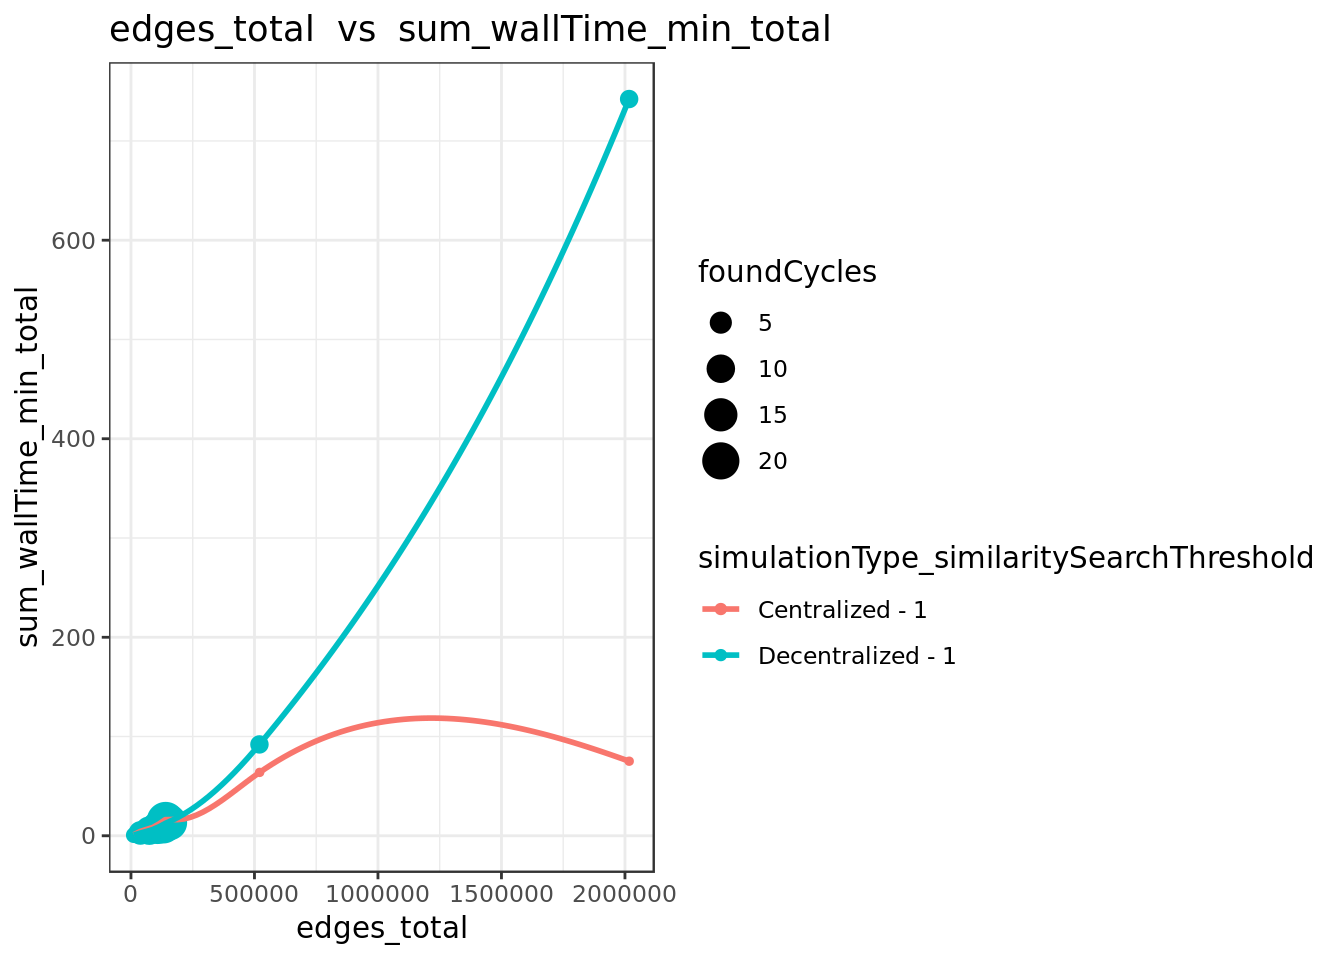 edges_total  vs  sum_wallTime_min_total
sum_wallTime_min_total
600
400
200
0
0
500000
1000000
1500000
2000000
edges_total
foundCycles
5
10
15
20
simulationType_similaritySearchThreshold
Centralized - 1
Decentralized - 1